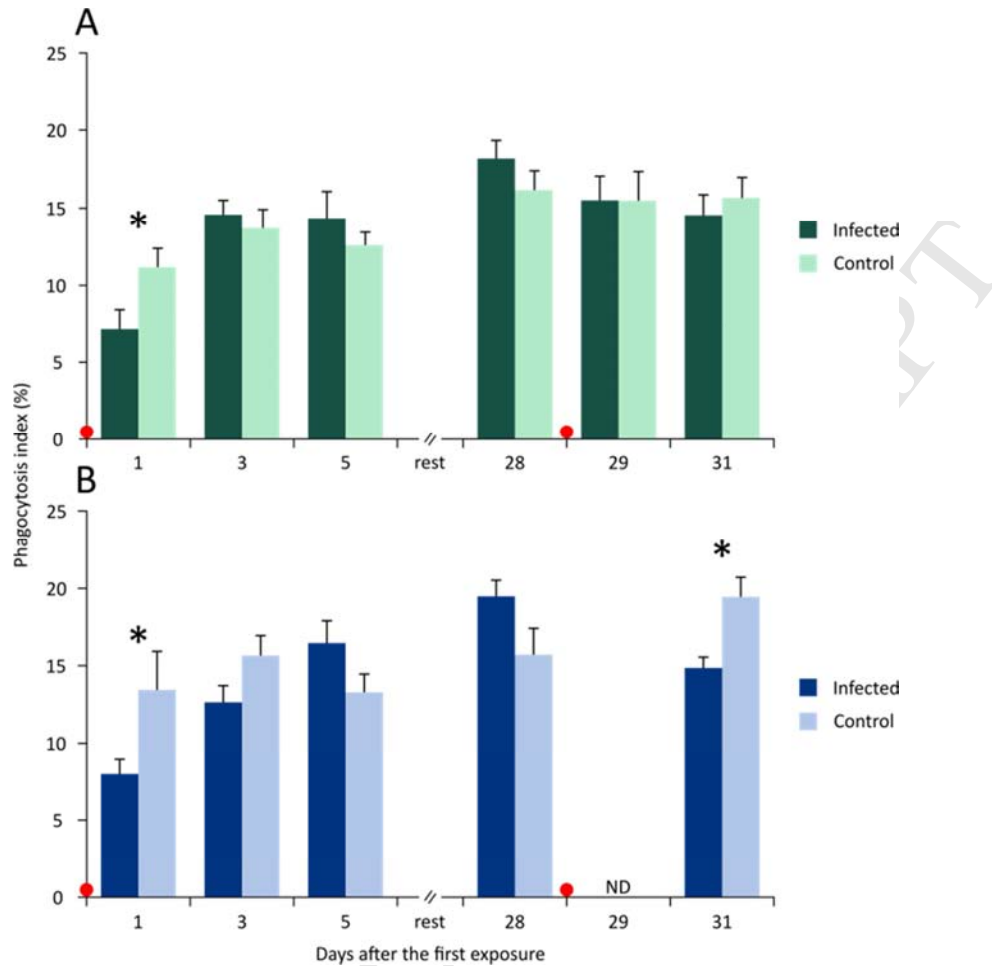 A
25
20
15
10
5
0
*
Infected
Control
1 3 5 rest // 28 29 31
B
Phagocytosis index (%)
25
20
15
10
5
0
*
*
ND
Infected
Control
1 3 5 rest // 28 29 31
Days after the first exposure
PT